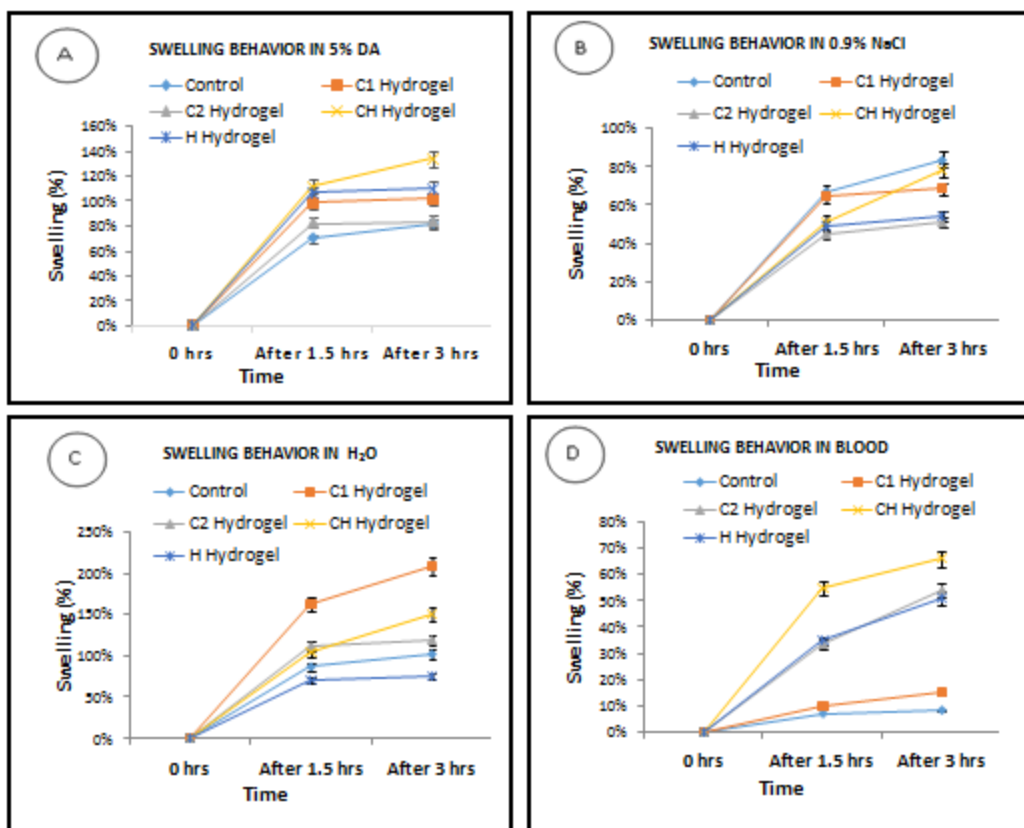 A
SWELLING BEHAVIOR IN 5% DA
Control
C1 Hydrogel
C2 Hydrogel
CH Hydrogel
H Hydrogel
160%
140%
120%
100%
80%
60%
40%
20%
0%
Swelling (%)
0 hrs
After 1.5 hrs
After 3 hrs
Time
B
SWELLING BEHAVIOR IN 0.9% NaCl
Control
C1 Hydrogel
C2 Hydrogel
CH Hydrogel
H Hydrogel
100%
80%
60%
40%
20%
0%
Swelling (%)
0 hrs
After 1.5 hrs
After 3 hrs
Time
C
SWELLING BEHAVIOR IN H₂O
Control
C1 Hydrogel
C2 Hydrogel
CH Hydrogel
H Hydrogel
250%
200%
150%
100%
50%
0%
Swelling (%)
0 hrs
After 1.5 hrs
After 3 hrs
Time
D
SWELLING BEHAVIOR IN BLOOD
Control
C1 Hydrogel
C2 Hydrogel
CH Hydrogel
H Hydrogel
80%
70%
60%
50%
40%
30%
20%
10%
0%
Swelling (%)
0 hrs
After 1.5 hrs
After 3 hrs
Time